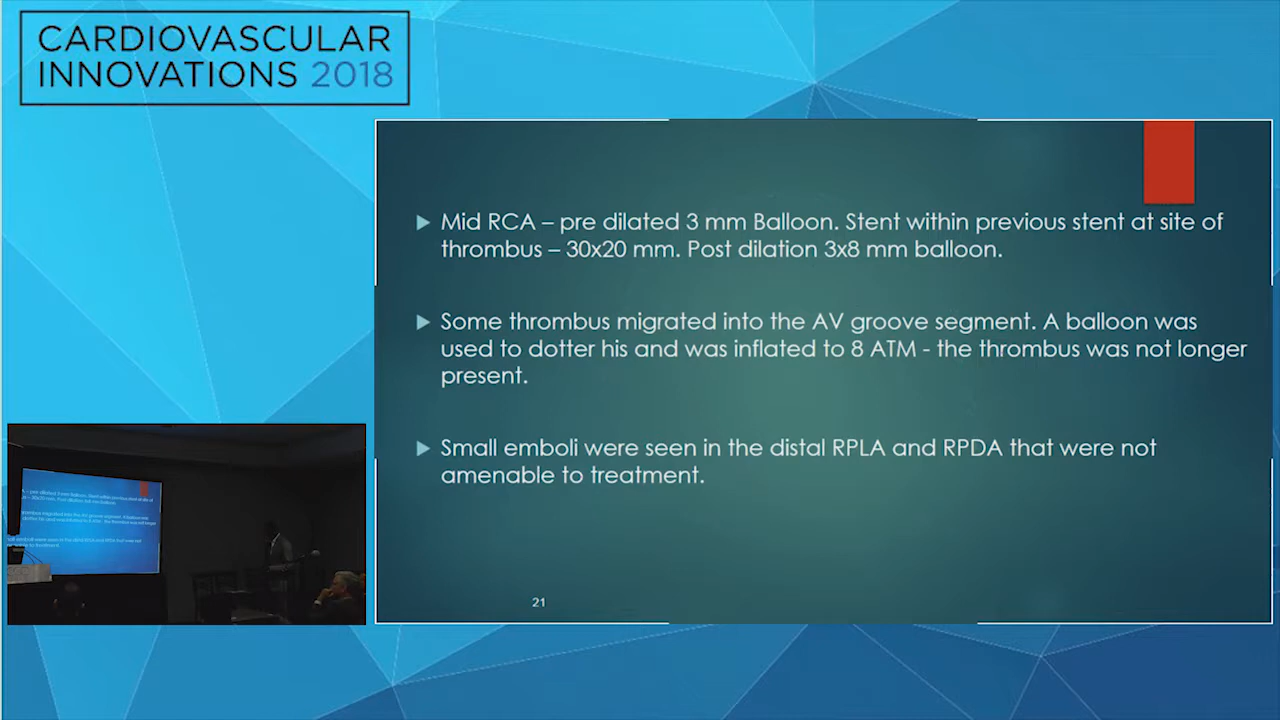 CARDIOVASCULAR
INNOVATIONS 2018
Mid RCA – pre dilated 3 mm Balloon. Stent within previous stent at site of
thrombus – 30x20 mm. Post dilation 3x8 mm balloon.
Some thrombus migrated into the AV groove segment. A balloon was
used to dotter his and was inflated to 8 ATM - the thrombus was not longer
present.
Small emboli were seen in the distal RPLA and RPDA that were not
amenable to treatment.
21